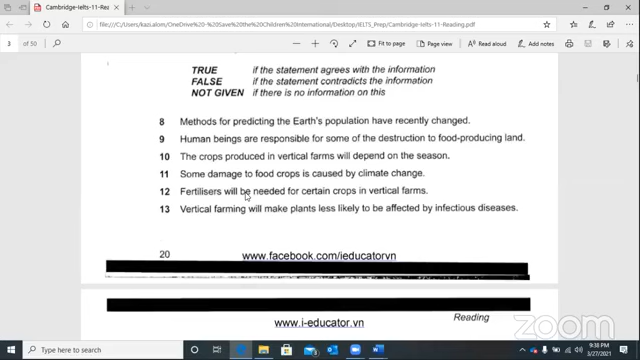 Cambridge-Ielts-11-Reading.pdf
File | C:/Users/kazi.alom/OneDrive%20-%20Save%20the%20Children%20International/Desktop/IELTS_Prep/Cambridge-Ielts-11-Reading.pdf
3 of 50
Fit to page
Page view
Read aloud
Add notes
TRUE if the statement agrees with the information
FALSE if the statement contradicts the information
NOT GIVEN if there is no information on this
8 Methods for predicting the Earth's population have recently changed.
9 Human beings are responsible for some of the destruction to food-producing land.
10 The crops produced in vertical farms will depend on the season.
11 Some damage to food crops is caused by climate change.
12 Fertilisers will be needed for certain crops in vertical farms.
13 Vertical farming will make plants less likely to be affected by infectious diseases.
20 www.facebook.com/ieducatorvn
Reading
www.i-educator.vn
zoom
Type here to search
9:38 PM
3/27/2021